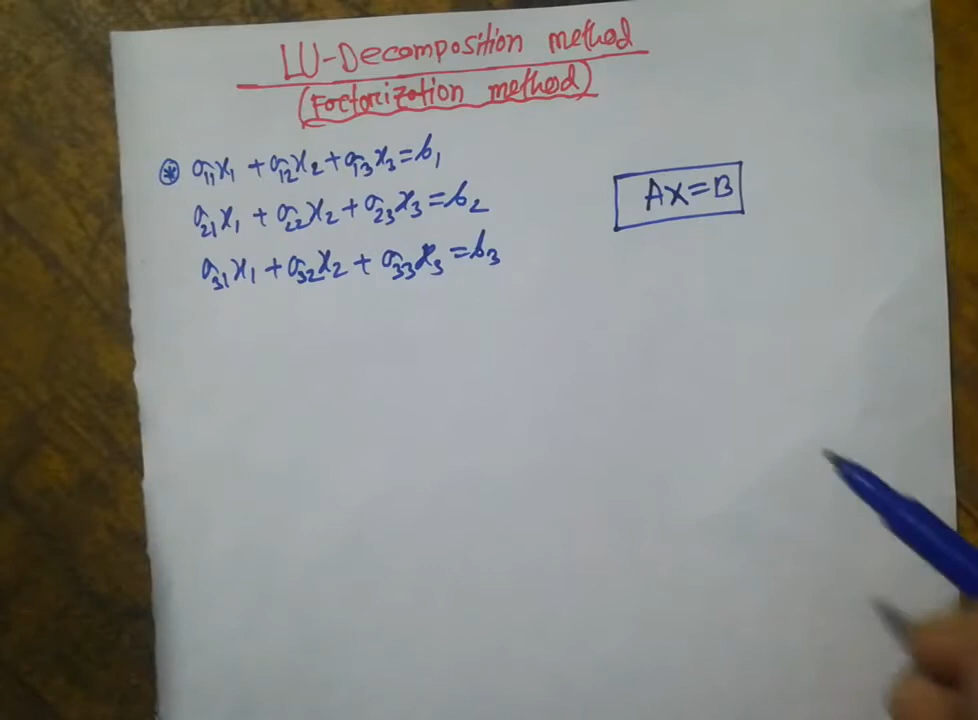 LU-Decomposition method
(Factorization method)
* a₁₁x₁ + a₁₂x₂ + a₁₃x₃ = b₁
a₂₁x₁ + a₂₂x₂ + a₂₃x₃ = b₂
a₃₁x₁ + a₃₂x₂ + a₃₃x₃ = b₃
AX=B